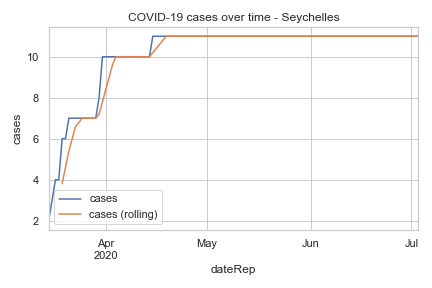 COVID-19 cases over time - Seychelles
cases
10
8
6
4
2
cases
cases (rolling)
Apr
2020
May
Jun
Jul
dateRep